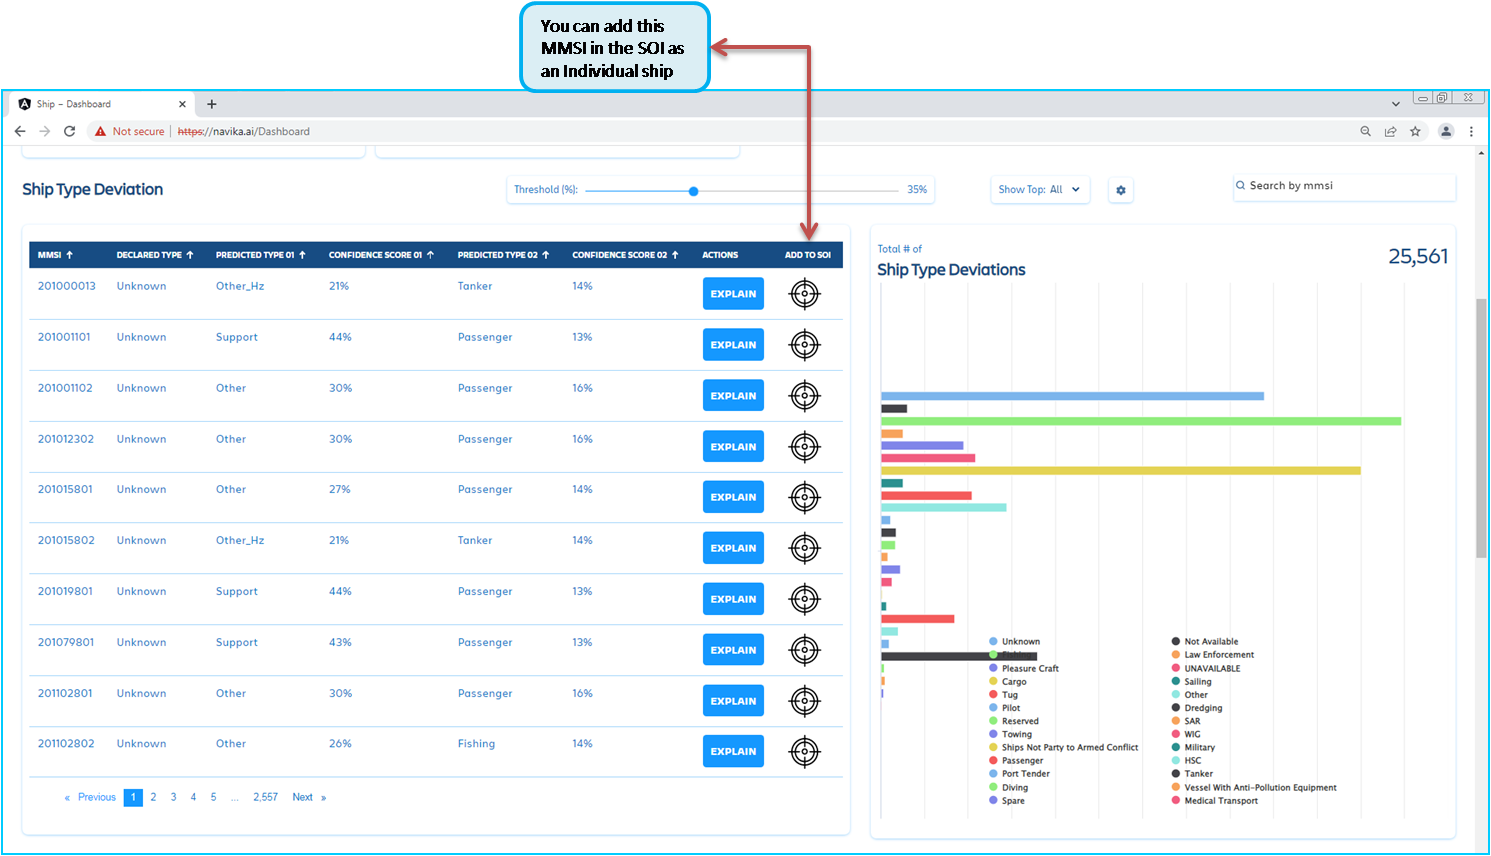 You can add this
MMSI in the SOI as
an Individual ship
Ship – Dashboard
Not secure | https://navika.ai/Dashboard
Ship Type Deviation
Threshold (%): 35%
Show Top: All
Search by mmsi
MMSI ↑ DECLARED TYPE ↑ PREDICTED TYPE 01 ↑ CONFIDENCE SCORE 01 ↑ PREDICTED TYPE 02 ↑ CONFIDENCE SCORE 02 ↑ ACTIONS ADD TO SOI
201000013 Unknown Other_Hz 21% Tanker 14% EXPLAIN
201001101 Unknown Support 44% Passenger 13% EXPLAIN
201001102 Unknown Other 30% Passenger 16% EXPLAIN
201012302 Unknown Other 30% Passenger 16% EXPLAIN
201015801 Unknown Other 27% Passenger 14% EXPLAIN
201015802 Unknown Other_Hz 21% Tanker 14% EXPLAIN
201019801 Unknown Support 44% Passenger 13% EXPLAIN
201079801 Unknown Support 43% Passenger 13% EXPLAIN
201102801 Unknown Other 30% Passenger 16% EXPLAIN
201102802 Unknown Other 26% Fishing 14% EXPLAIN
« Previous 1 2 3 4 5 ... 2,557 Next »
Total # of
Ship Type Deviations
25,561
Unknown Not Available
Law Enforcement
Pleasure Craft UNAVAILABLE
Cargo Sailing
Tug Other
Pilot Dredging
Reserved SAR
Towing WIG
Ships Not Party to Armed Conflict Military
Passenger HSC
Port Tender Tanker
Diving Vessel With Anti-Pollution Equipment
Spare Medical Transport